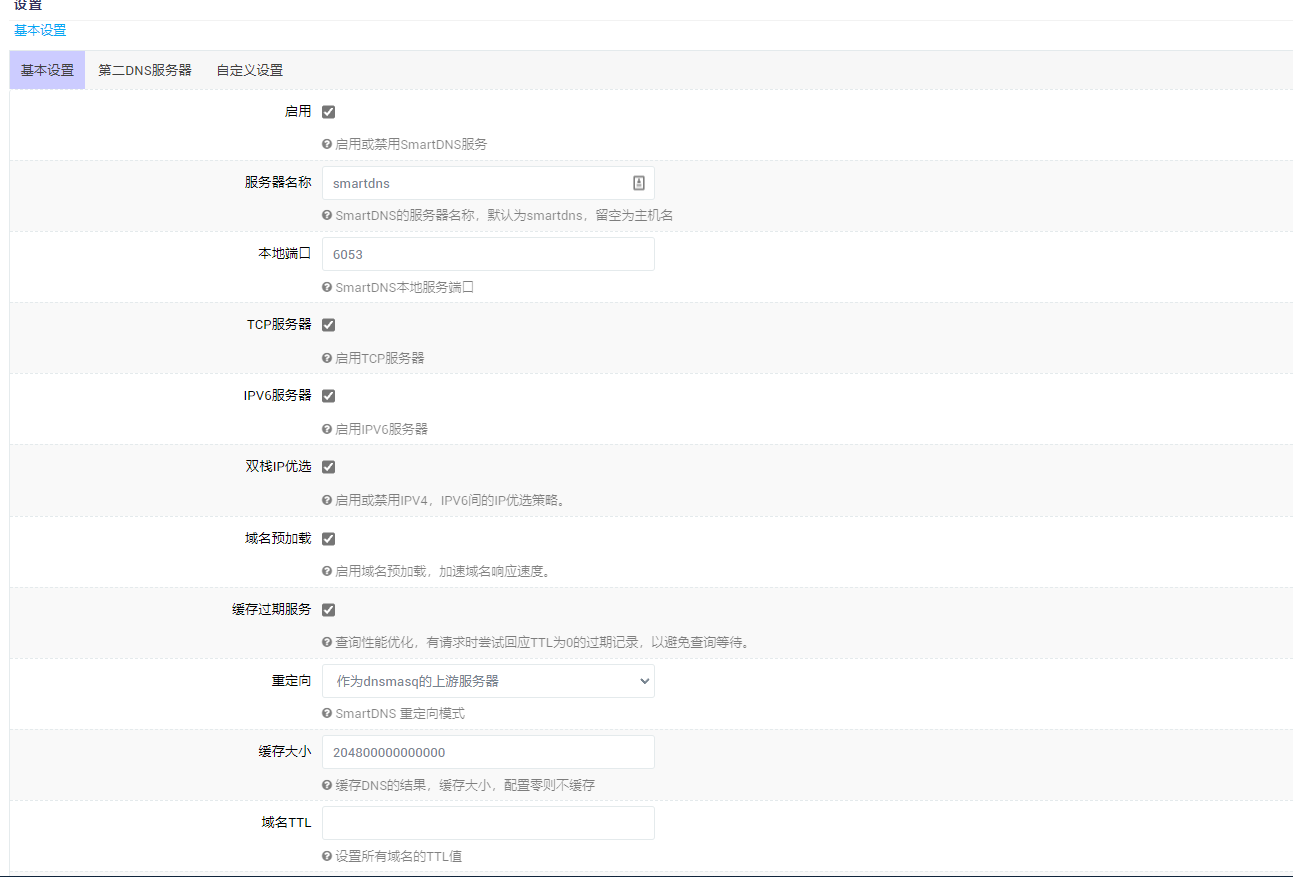 设置
基本设置
基本设置 第二DNS服务器 自定义设置
启用
启用或禁用SmartDNS服务
服务器名称 smartdns
SmartDNS的服务器名称，默认为smartdns，留空为主机名
本地端口 6053
SmartDNS本地服务端口
TCP服务器
启用TCP服务器
IPV6服务器
启用IPV6服务器
双栈IP优选
启用或禁用IPV4，IPV6间的IP优选策略。
域名预加载
启用域名预加载，加速域名响应速度。
缓存过期服务
查询性能优化，有请求时尝试回应TTL为0的过期记录，以避免查询等待。
重定向 作为dnsmasq的上游服务器
SmartDNS 重定向模式
缓存大小 204800000000000
缓存DNS的结果，缓存大小，配置零则不缓存
域名TTL
设置所有域名的TTL值